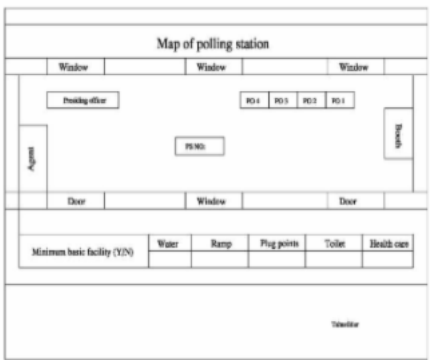 Map of polling station
Window Window Window
Presiding officer PO 4 PO 3 PO 2 PO 1
Booth
PS NO:
Agent
Door Window Door
Minimum basic facility (Y/N) Water Ramp Plug points Toilet Health care